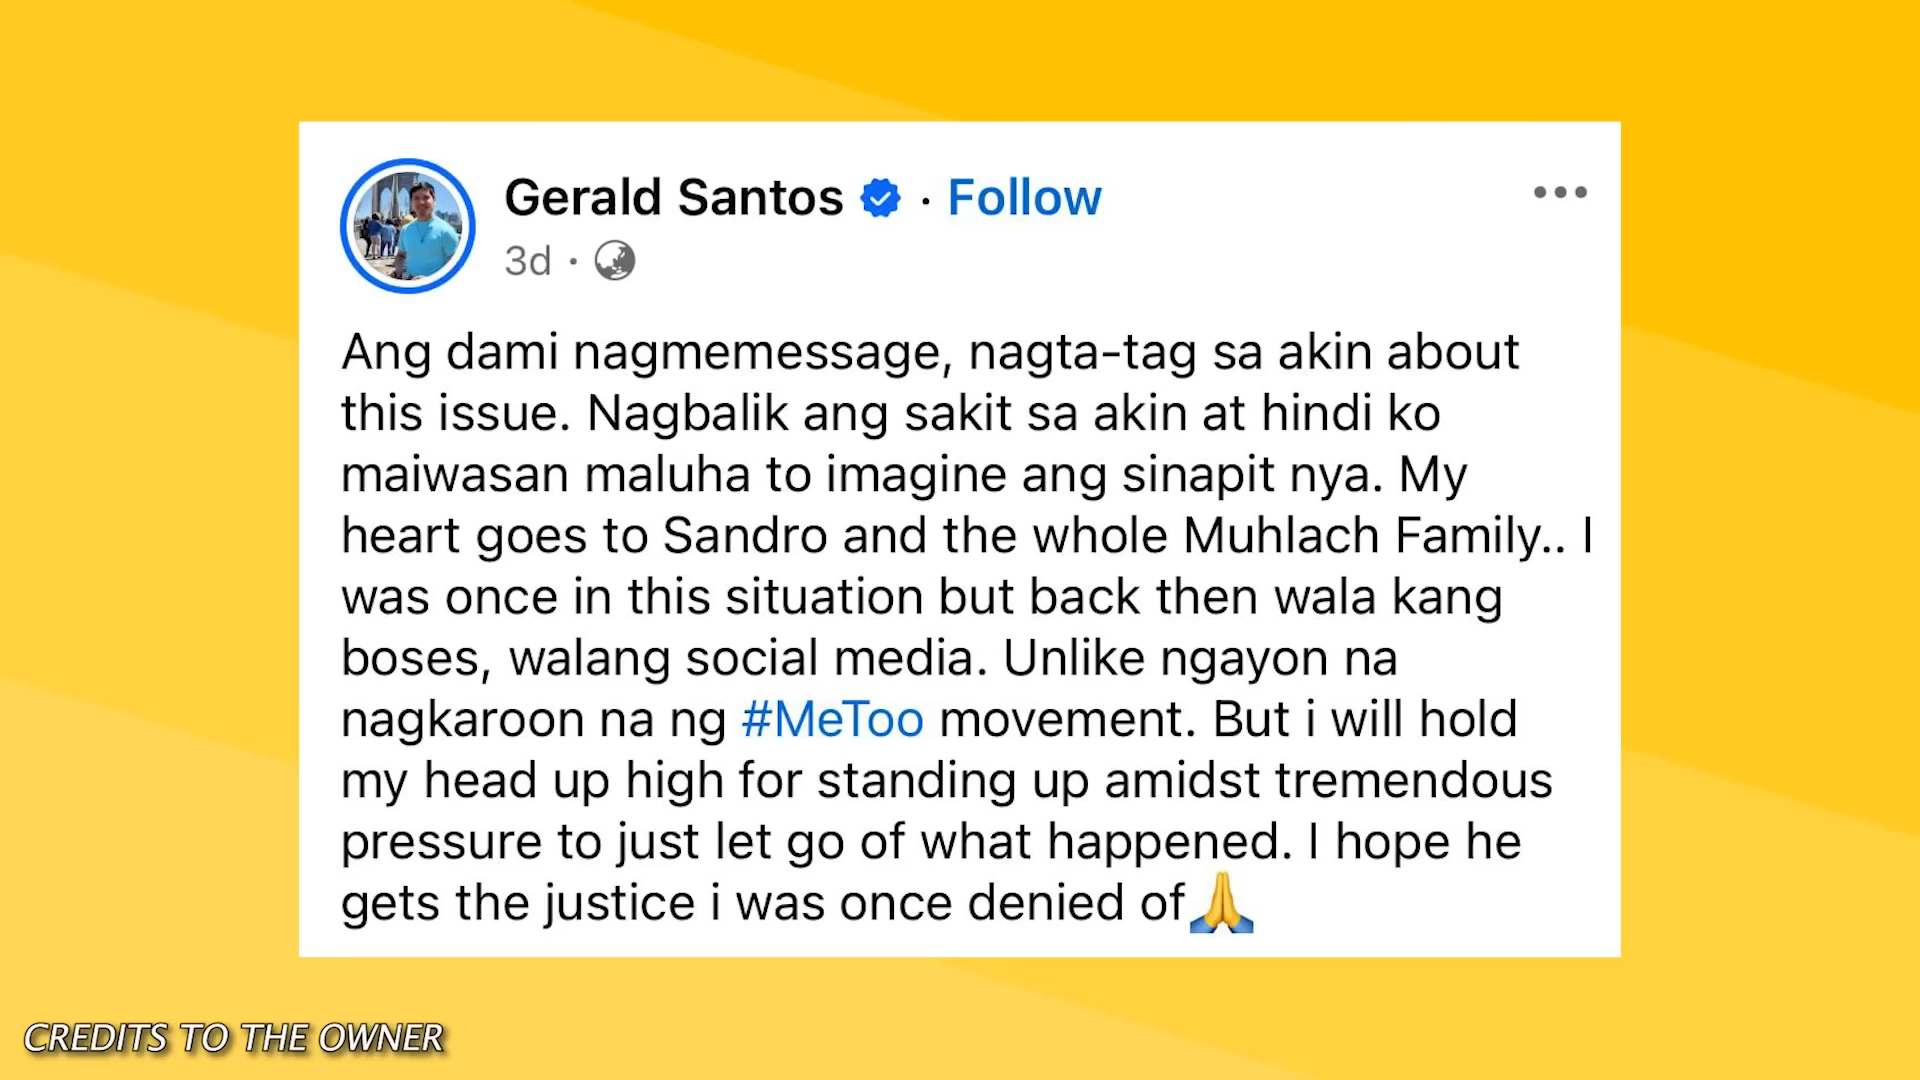 Gerald Santos · Follow
3d ·
Ang dami nagmemessage, nagta-tag sa akin about
this issue. Nagbalik ang sakit sa akin at hindi ko
maiwasan maluha to imagine ang sinapit nya. My
heart goes to Sandro and the whole Muhlach Family.. I
was once in this situation but back then wala kang
boses, walang social media. Unlike ngayon na
nagkaroon na ng #MeToo movement. But i will hold
my head up high for standing up amidst tremendous
pressure to just let go of what happened. I hope he
gets the justice i was once denied of🙏
CREDITS TO THE OWNER